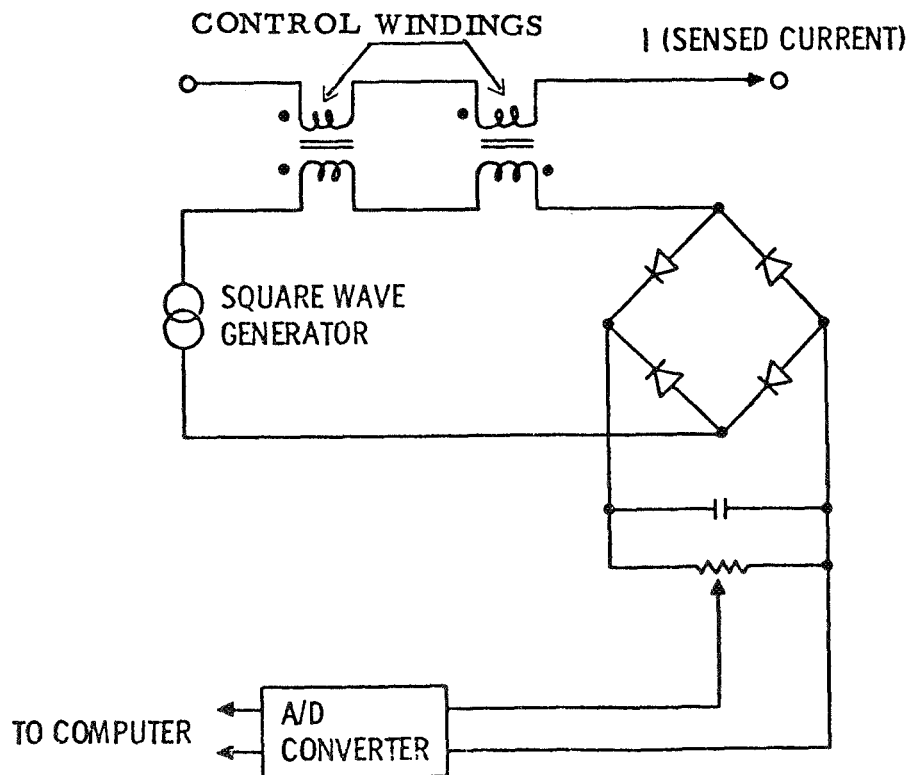 CONTROL WINDINGS
I (SENSED CURRENT)
SQUARE WAVE
GENERATOR
A/D
CONVERTER
TO COMPUTER